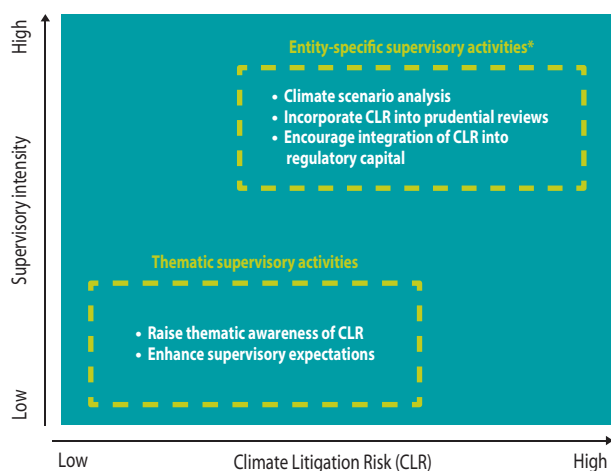 High
Supervisory intensity
Low
Entity-specific supervisory activities*
• Climate scenario analysis
• Incorporate CLR into prudential reviews
• Encourage integration of CLR into
regulatory capital
Thematic supervisory activities
• Raise thematic awareness of CLR
• Enhance supervisory expectations
Low
Climate Litigation Risk (CLR)
High